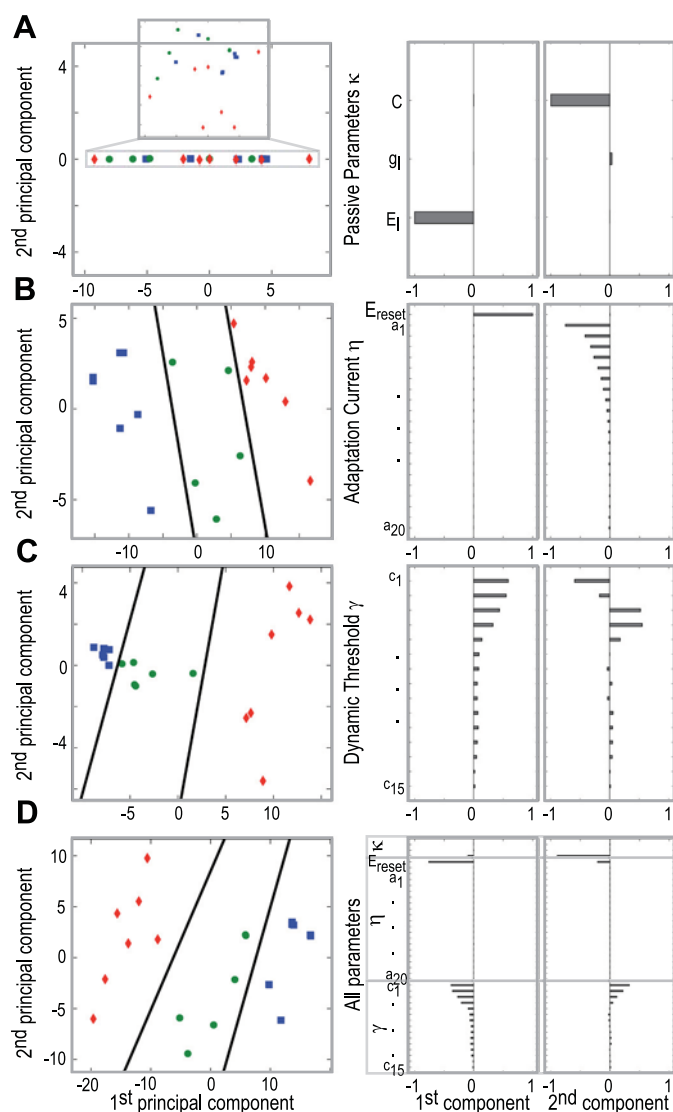 A
4
0
-4
2nd principal component
-10
-5
0
5
10
Passive Parameters κ
C
gl
El
-1
0
1
-1
0
1
B
5
0
-5
2nd principal component
-10
0
10
Adaptation Current η
Ereset
a1
.
.
.
a20
-1
0
1
-1
0
1
C
4
0
-4
2nd principal component
-5
0
5
10
Dynamic Threshold γ
c1
.
.
.
c15
-1
0
1
-1
0
1
D
10
5
0
-5
-10
2nd principal component
-20
-10
0
10
1st principal component
All parameters
κ
η
γ
Ereset
a1
.
.
.
a20
c1
.
.
c15
-1
0
1
-1
0
1
1st component
2nd component